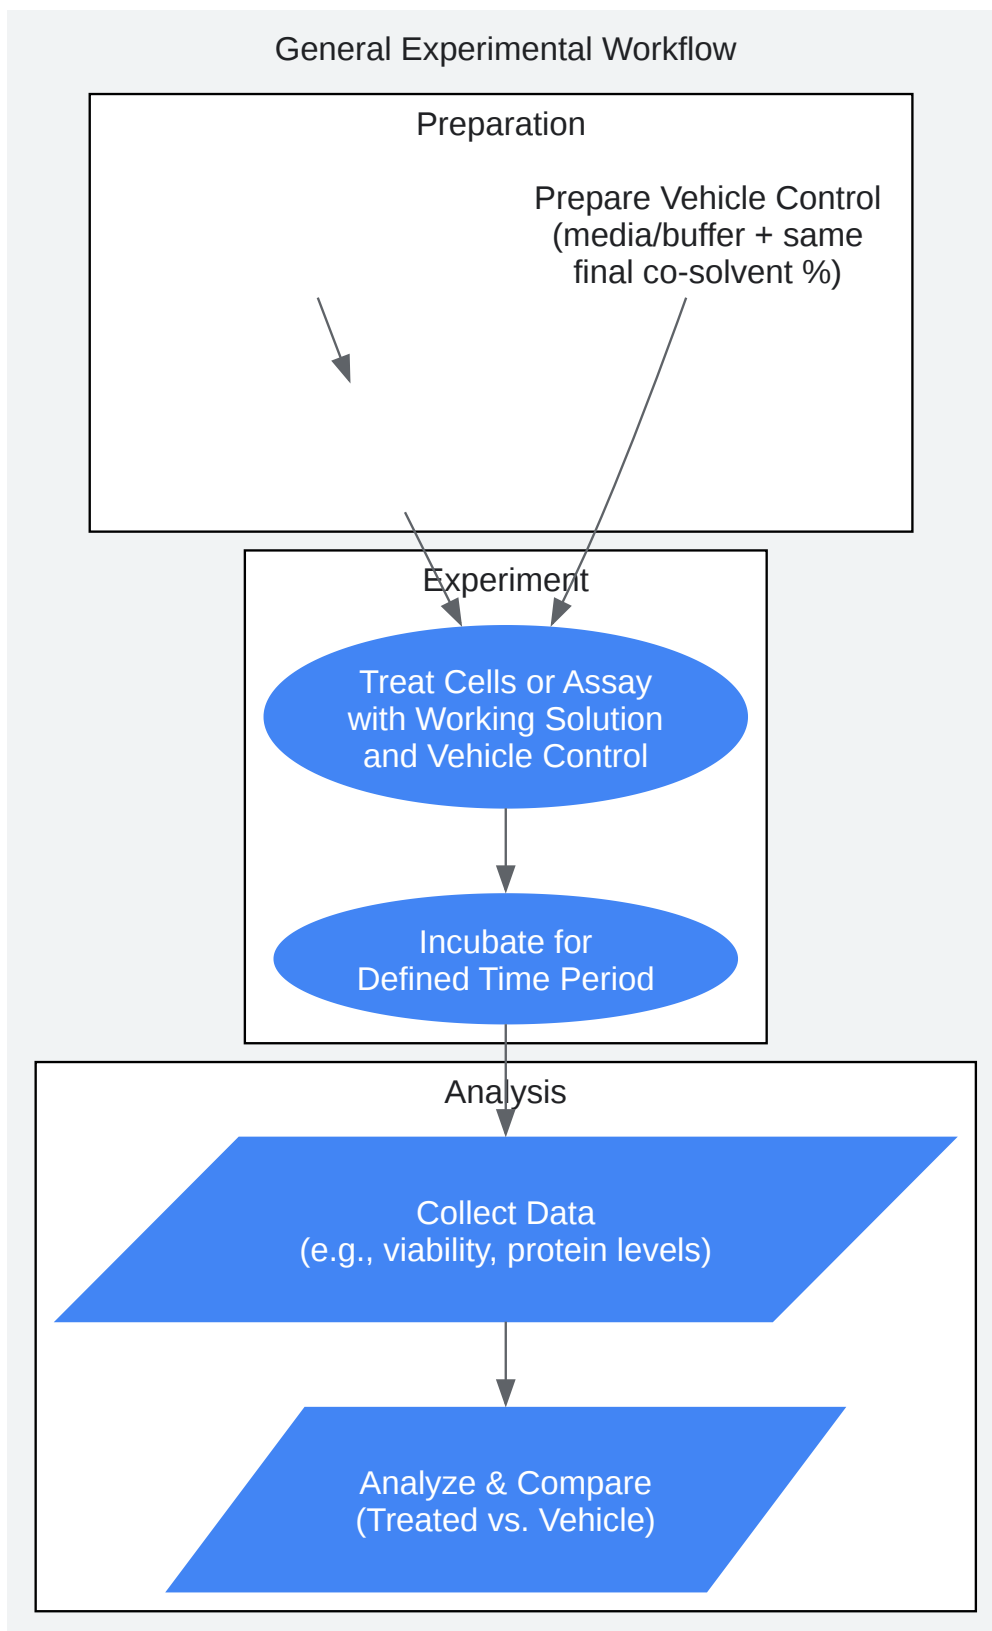 General Experimental Workflow
Preparation
Prepare Vehicle Control
(media/buffer + same
final co-solvent %)
Experiment
Treat Cells or Assay
with Working Solution
and Vehicle Control
Incubate for
Defined Time Period
Analysis
Collect Data
(e.g., viability, protein levels)
Analyze & Compare
(Treated vs. Vehicle)